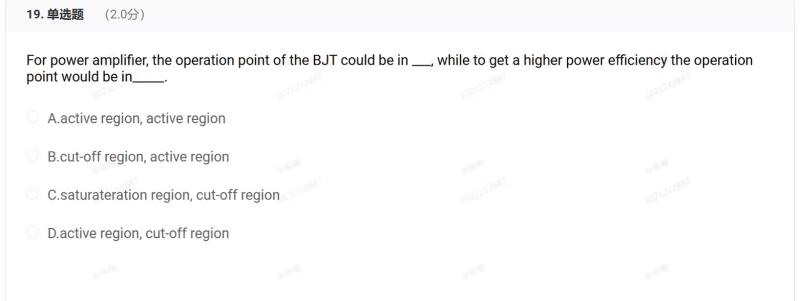 19. 单选题 （2.0分）
For power amplifier, the operation point of the BJT could be in ___, while to get a higher power efficiency the operation
point would be in_____.
A.active region, active region
B.cut-off region, active region
C.saturateration region, cut-off region
D.active region, cut-off region